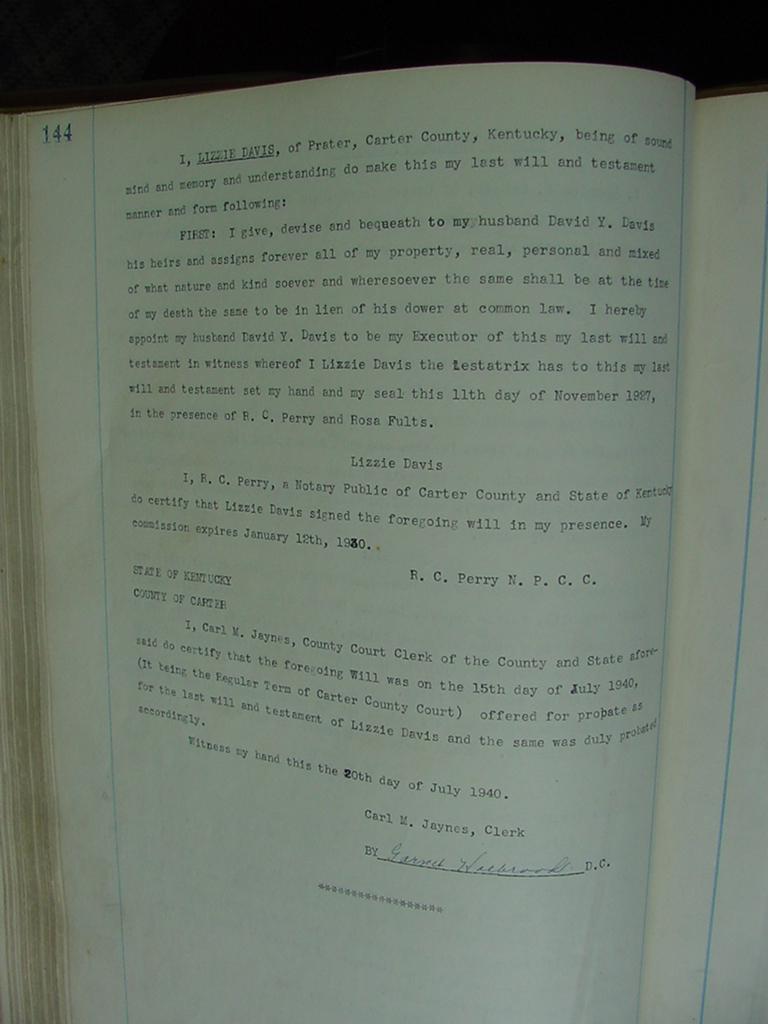 144
I, LIZZIE DAVIS, of Prater, Carter County, Kentucky, being of sound
mind and memory and understanding do make this my last will and testament
manner and form following:
FIRST: I give, devise and bequeath to my husband David Y. Davis
his heirs and assigns forever all of my property, real, personal and mixed
of what nature and kind soever and wheresoever the same shall be at the time
of my death the same to be in lien of his dower at common law. I hereby
appoint my husband David Y. Davis to be my Executor of this my last will and
testament in witness whereof I Lizzie Davis the testatrix has to this my last
will and testament set my hand and my seal this 11th day of November 1927,
in the presence of R. C. Perry and Rosa Fults.
Lizzie Davis
I, R. C. Perry, a Notary Public of Carter County and State of Kentucky
do certify that Lizzie Davis signed the foregoing will in my presence. My
commission expires January 12th, 1930.
R. C. Perry N. P. C. C.
STATE OF KENTUCKY
COUNTY OF CARTER
I, Carl M. Jaynes, County Court Clerk of the County and State afore-
said do certify that the foregoing Will was on the 15th day of July 1940,
(It being the Regular Term of Carter County Court) offered for probate as
for the last will and testament of Lizzie Davis and the same was duly probated
accordingly.
Witness my hand this the 20th day of July 1940.
Carl M. Jaynes, Clerk
BY Garnet Holbrook D.C.
******************